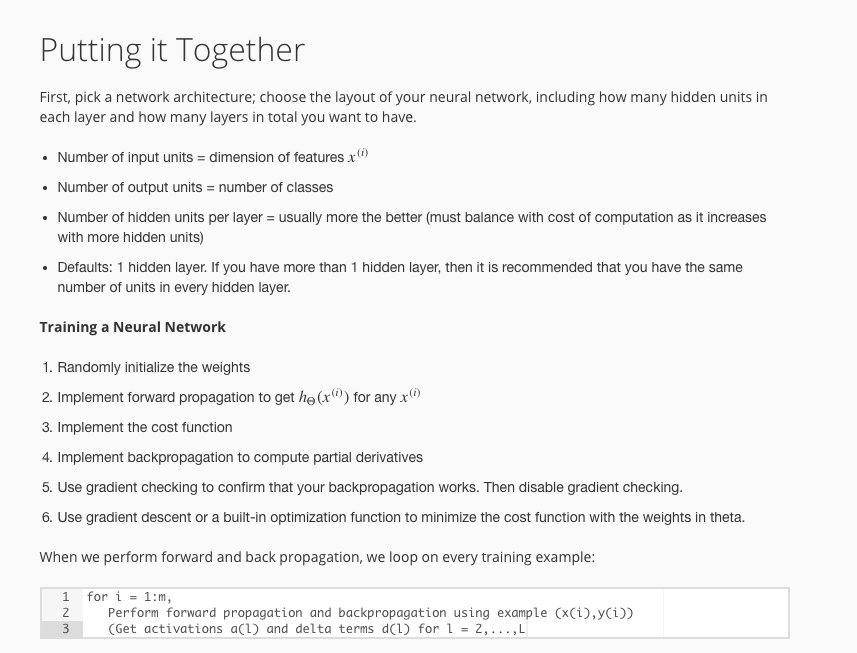 Putting it Together
First, pick a network architecture; choose the layout of your neural network, including how many hidden units in
each layer and how many layers in total you want to have.
• Number of input units = dimension of features x^(i)
• Number of output units = number of classes
• Number of hidden units per layer = usually more the better (must balance with cost of computation as it increases
with more hidden units)
• Defaults: 1 hidden layer. If you have more than 1 hidden layer, then it is recommended that you have the same
number of units in every hidden layer.
Training a Neural Network
1. Randomly initialize the weights
2. Implement forward propagation to get h_Θ(x^(i)) for any x^(i)
3. Implement the cost function
4. Implement backpropagation to compute partial derivatives
5. Use gradient checking to confirm that your backpropagation works. Then disable gradient checking.
6. Use gradient descent or a built-in optimization function to minimize the cost function with the weights in theta.
When we perform forward and back propagation, we loop on every training example:
1 for i = 1:m,
2    Perform forward propagation and backpropagation using example (x(i),y(i))
3    (Get activations a(l) and delta terms d(l) for l = 2,...,L